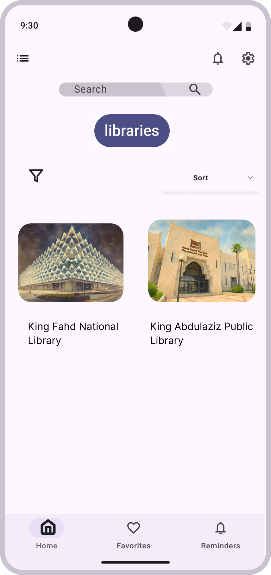 9:30
Search
libraries
Sort
King Fahd National
Library
King Abdulaziz Public
Library
Home
Favorites
Reminders